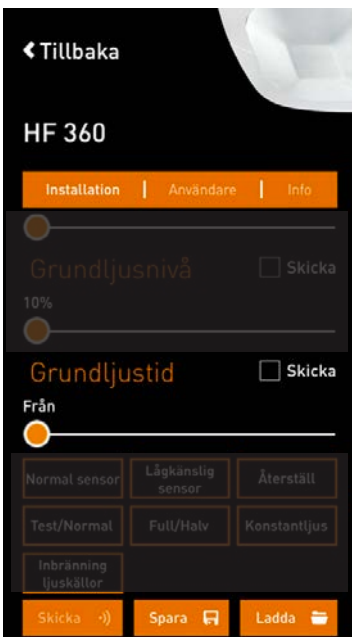 Tillbaka
HF 360
Installation | Användare | Info
Grundljusnivå Skicka
10%
Grundljustid Skicka
Från
Normal sensor Lågkänslig sensor Återställ
Test/Normal Full/Halv Konstantljus
Inbränning ljuskällor
Skicka Spara Ladda